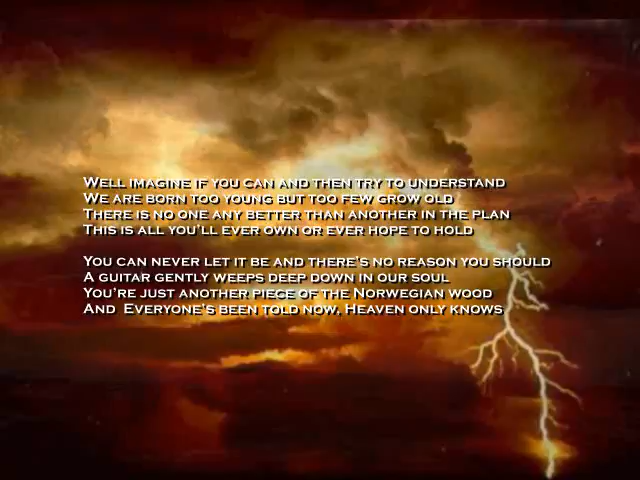 Well imagine if you can and then try to understand
We are born too young but too few grow old
There is no one any better than another in the plan
This is all you'll ever own or ever hope to hold
You can never let it be and there's no reason you should
A guitar gently weeps deep down in our soul
You're just another piece of the Norwegian wood
And Everyone's been told now, Heaven only knows